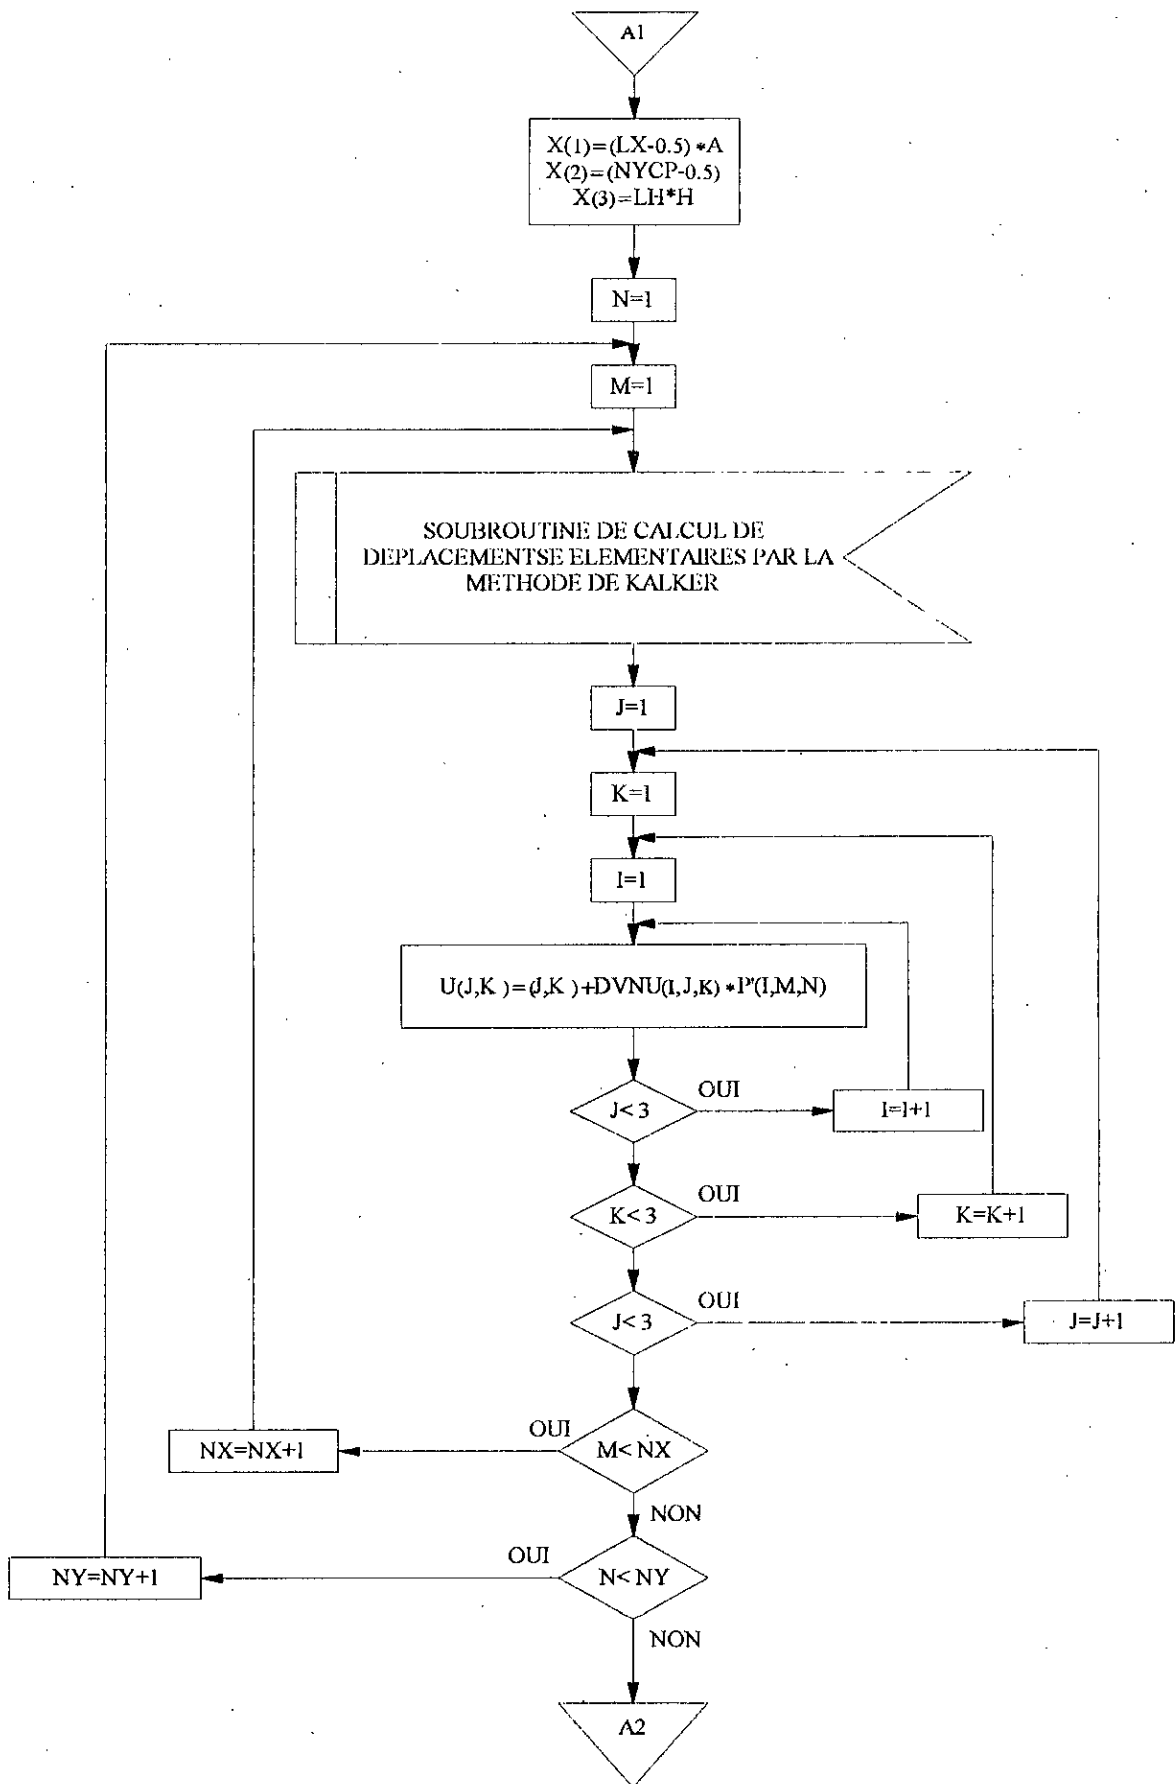 A1
X(1)=(LX-0.5)*A
X(2)=(NYCP-0.5)
X(3)=LH*H
N=1
M=1
SOUBROUTINE DE CALCUL DE
DEPLACEMENTSE ELEMENTAIRES PAR LA
METHODE DE KALKER
J=1
K=1
I=1
U(J,K)=(J,K)+DVNU(I,J,K)*P'(I,M,N)
J<3
OUI
I=I+1
K<3
OUI
K=K+1
J<3
OUI
J=J+1
M<NX
OUI
NX=NX+1
NON
N<NY
OUI
NY=NY+1
NON
A2